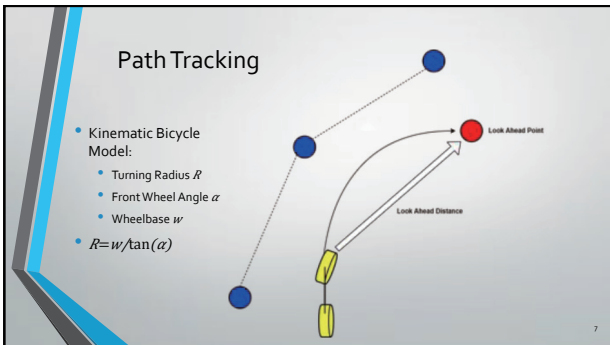 Path Tracking
Kinematic Bicycle
Model:
Turning Radius R
Front Wheel Angle α
Wheelbase w
R=w/tan(α)
Look Ahead Point
Look Ahead Distance
7